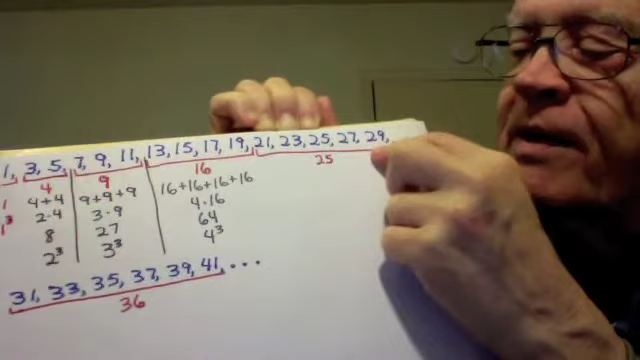 1, 3, 5, 7, 9, 11, 13, 15, 17, 19, 21, 23, 25, 27, 29,
4 9 16 25
1 4+4 9+9+9 16+16+16+16
1³ 2·4 3·9 4·16
8 27 64
2³ 3³ 4³
31, 33, 35, 37, 39, 41, ...
36